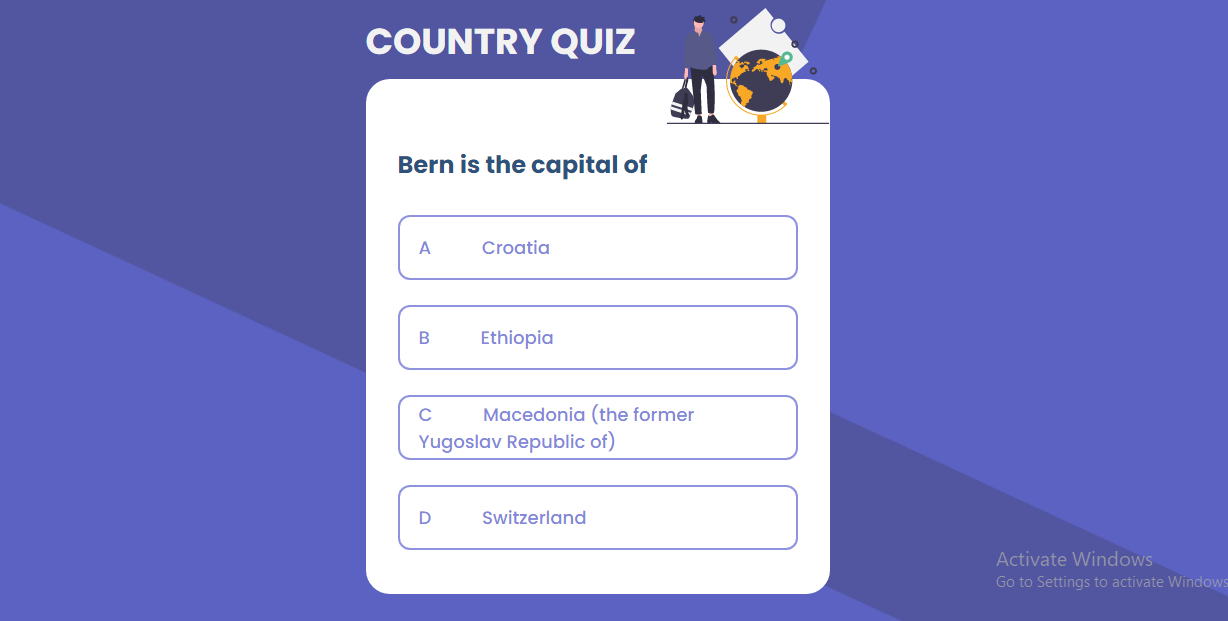 COUNTRY QUIZ
Bern is the capital of
A Croatia
B Ethiopia
C Macedonia (the former
Yugoslav Republic of)
D Switzerland
Activate Windows
Go to Settings to activate Windows